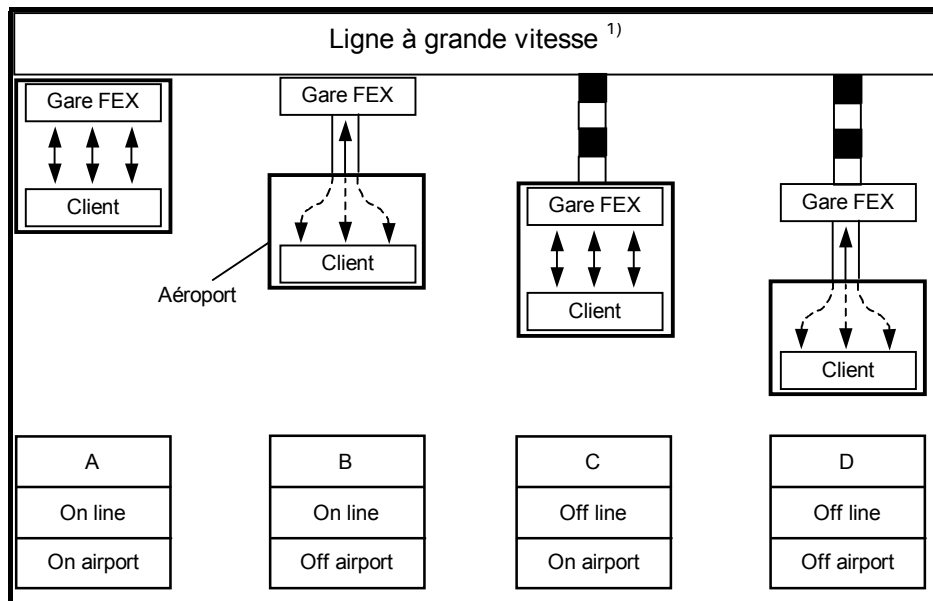 Ligne à grande vitesse 1)
Gare FEX
Client
Gare FEX
Client
Aéroport
Gare FEX
Client
Gare FEX
Client
A
B
C
D
On line
On line
Off line
Off line
On airport
Off airport
On airport
Off airport